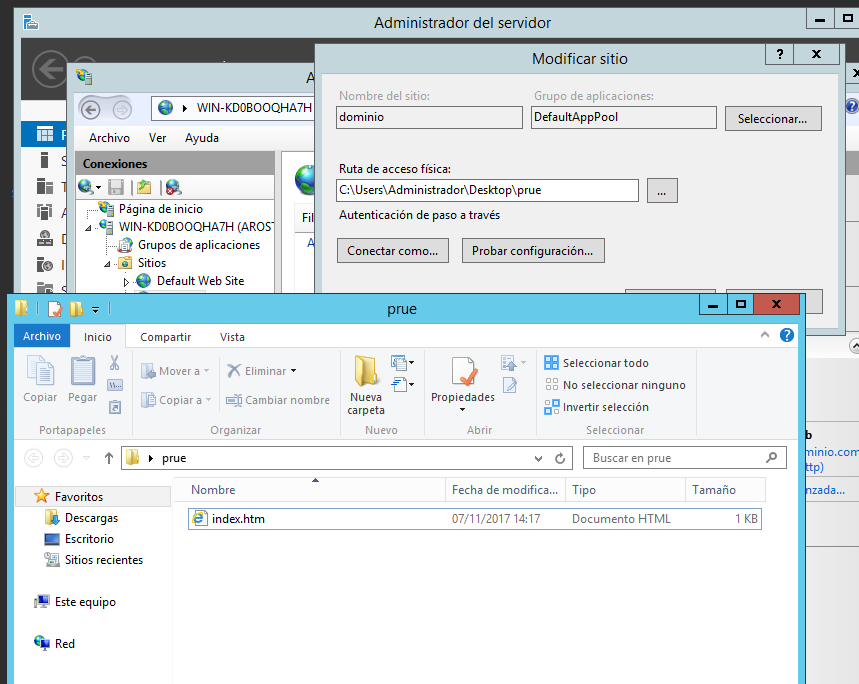 Administrador del servidor
Modificar sitio
?
Nombre del sitio:
Grupo de aplicaciones:
dominio
DefaultAppPool
Seleccionar...
WIN-KD0BOOQHA7H
Archivo
Ver
Ayuda
Conexiones
Ruta de acceso física:
C:\Users\Administrador\Desktop\prue
...
Página de inicio
Autenticación de paso a través
WIN-KD0BOOQHA7H (AROST
Fil
Grupos de aplicaciones
Conectar como...
Probar configuración...
Sitios
Default Web Site
prue
Archivo
Inicio
Compartir
Vista
Copiar
Pegar
Mover a
Copiar a
Eliminar
Cambiar nombre
Nueva
carpeta
Propiedades
Seleccionar todo
No seleccionar ninguno
Invertir selección
Portapapeles
Organizar
Nuevo
Abrir
Seleccionar
b
minio.com
ttp)
nzada...
prue
Buscar en prue
Nombre
Fecha de modifica...
Tipo
Tamaño
Favoritos
index.htm
07/11/2017 14:17
Documento HTML
1 KB
Descargas
Escritorio
Sitios recientes
Este equipo
Red